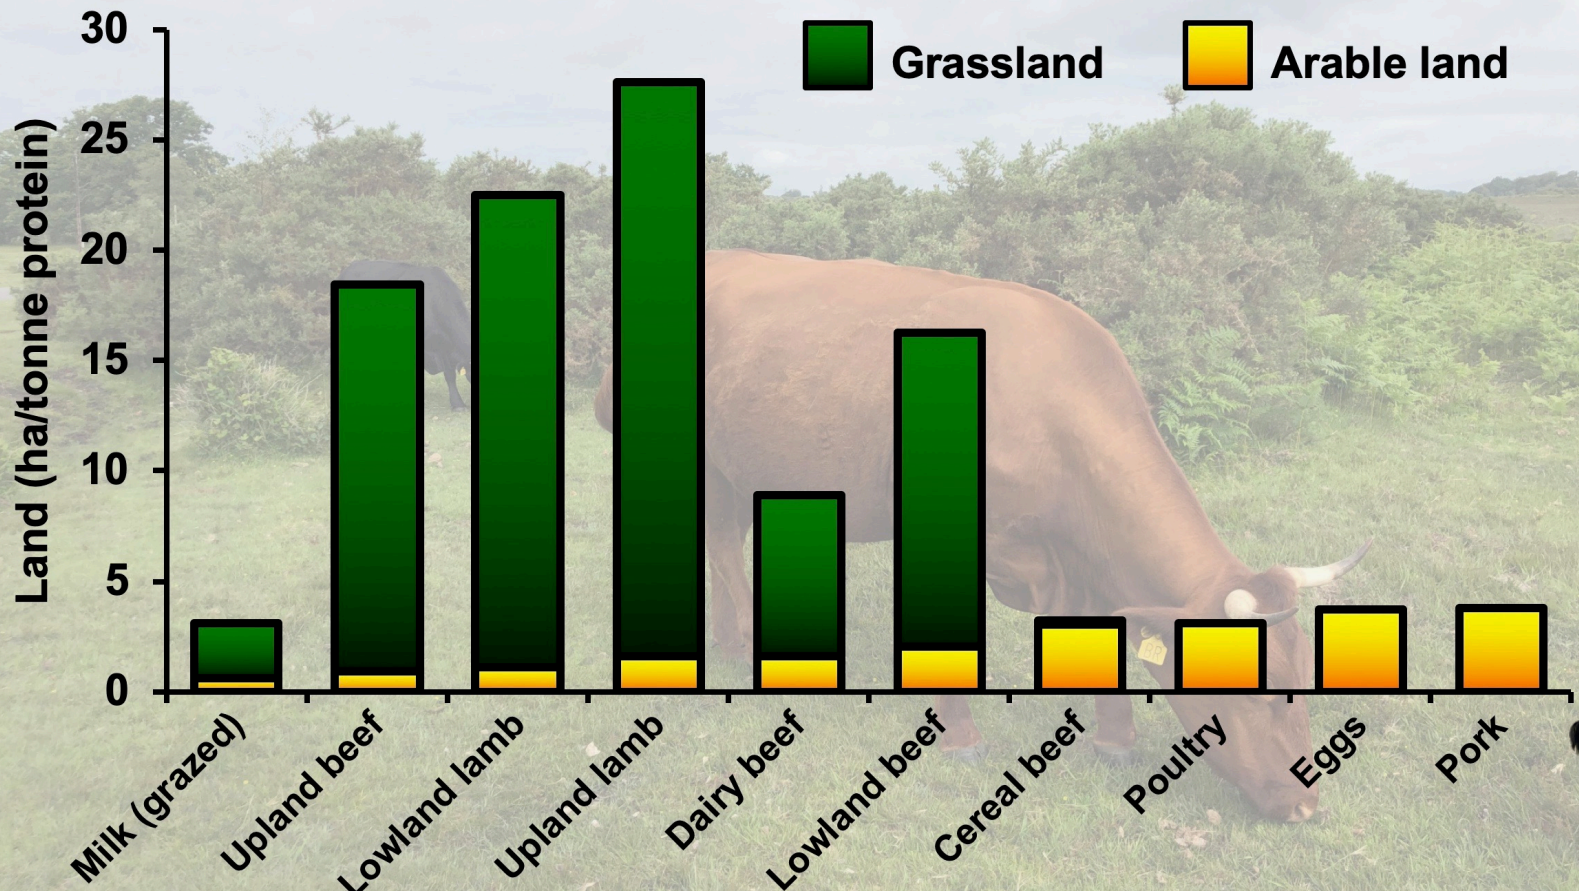 Grassland
Arable land
Land (ha/tonne protein)
30
25
20
15
10
5
0
Milk (grazed)
Upland beef
Lowland lamb
Upland lamb
Dairy beef
Lowland beef
Cereal beef
Poultry
Eggs
Pork